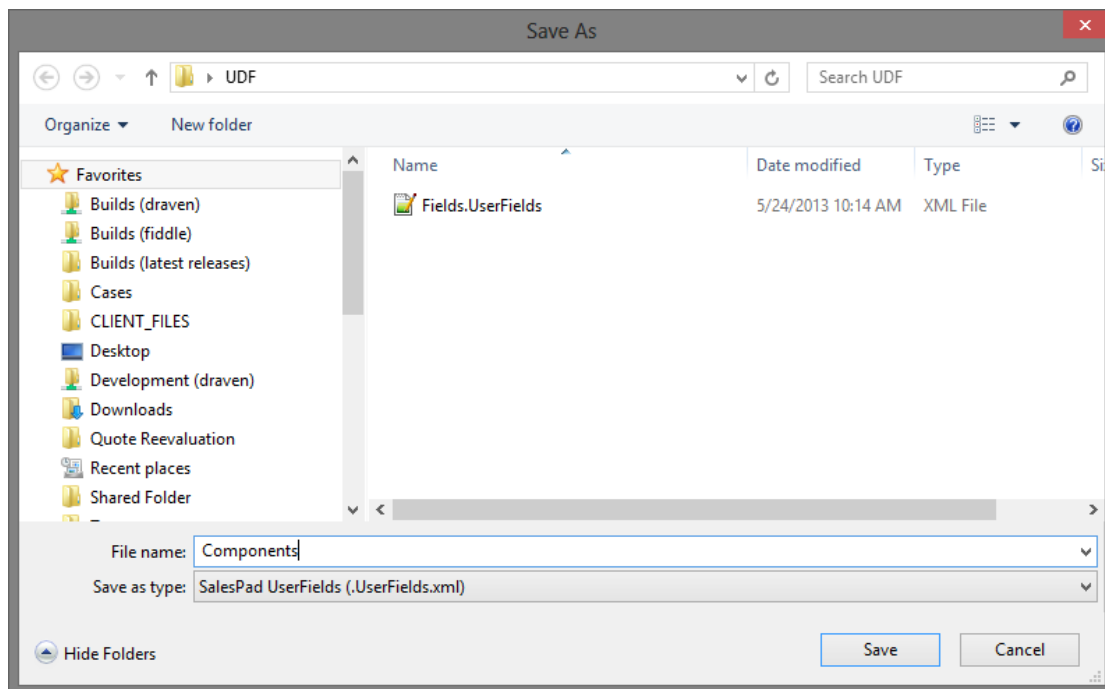 Save As
UDF
Search UDF
Organize
New folder
Name
Date modified
Type
Si
Favorites
Builds (draven)
Builds (fiddle)
Builds (latest releases)
Cases
CLIENT_FILES
Desktop
Development (draven)
Downloads
Quote Reevaluation
Recent places
Shared Folder
Fields.UserFields 5/24/2013 10:14 AM XML File
File name: Components
Save as type: SalesPad UserFields (.UserFields.xml)
Hide Folders
Save
Cancel